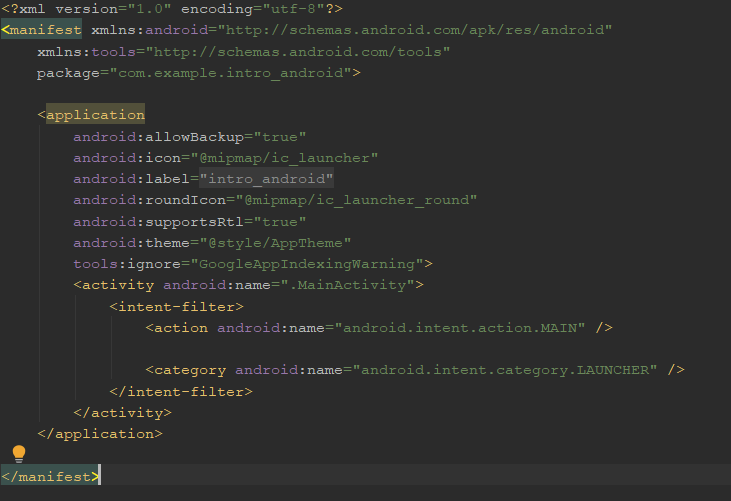 <?xml version="1.0" encoding="utf-8"?>
<manifest xmlns:android="http://schemas.android.com/apk/res/android"
    xmlns:tools="http://schemas.android.com/tools"
    package="com.example.intro_android">

    <application
        android:allowBackup="true"
        android:icon="@mipmap/ic_launcher"
        android:label="intro_android"
        android:roundIcon="@mipmap/ic_launcher_round"
        android:supportsRtl="true"
        android:theme="@style/AppTheme"
        tools:ignore="GoogleAppIndexingWarning">
        <activity android:name=".MainActivity">
            <intent-filter>
                <action android:name="android.intent.action.MAIN" />

                <category android:name="android.intent.category.LAUNCHER" />
            </intent-filter>
        </activity>
    </application>

</manifest>